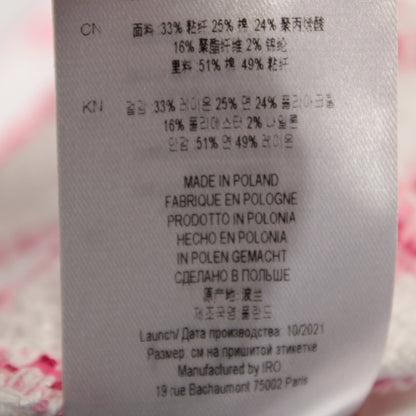 CN 面料 :33% 粘纤 25% 棉 24% 聚丙烯酸
16% 聚酯纤维 2% 锦纶
里料 :51% 棉 49% 粘纤
KN 겉감 :33% 레이온 25% 면 24% 폴리아크릴
16% 폴리에스터 2% 나일론
안감 :51% 면 49% 레이온
MADE IN POLAND
FABRIQUE EN POLOGNE
PRODOTTO IN POLONIA
HECHO EN POLONIA
IN POLEN GEMACHT
СДЕЛАНО В ПОЛЬШЕ
原产地: 波兰
제조국명 폴란드
Launch/ Дата производства: 10/2021
Размер: см на пришитой этикетке
Manufactured by IRO
19 rue Bachaumont 75002 Paris